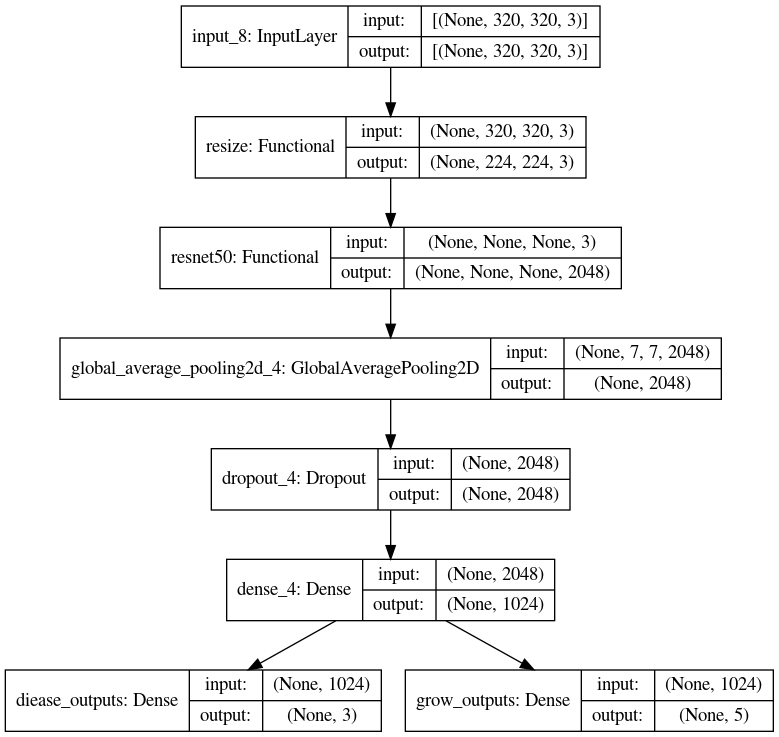 input_8: InputLayer
input:
[(None, 320, 320, 3)]
output:
[(None, 320, 320, 3)]
resize: Functional
input:
(None, 320, 320, 3)
output:
(None, 224, 224, 3)
resnet50: Functional
input:
(None, None, None, 3)
output:
(None, None, None, 2048)
global_average_pooling2d_4: GlobalAveragePooling2D
input:
(None, 7, 7, 2048)
output:
(None, 2048)
dropout_4: Dropout
input:
(None, 2048)
output:
(None, 2048)
dense_4: Dense
input:
(None, 2048)
output:
(None, 1024)
diease_outputs: Dense
input:
(None, 1024)
output:
(None, 3)
grow_outputs: Dense
input:
(None, 1024)
output:
(None, 5)